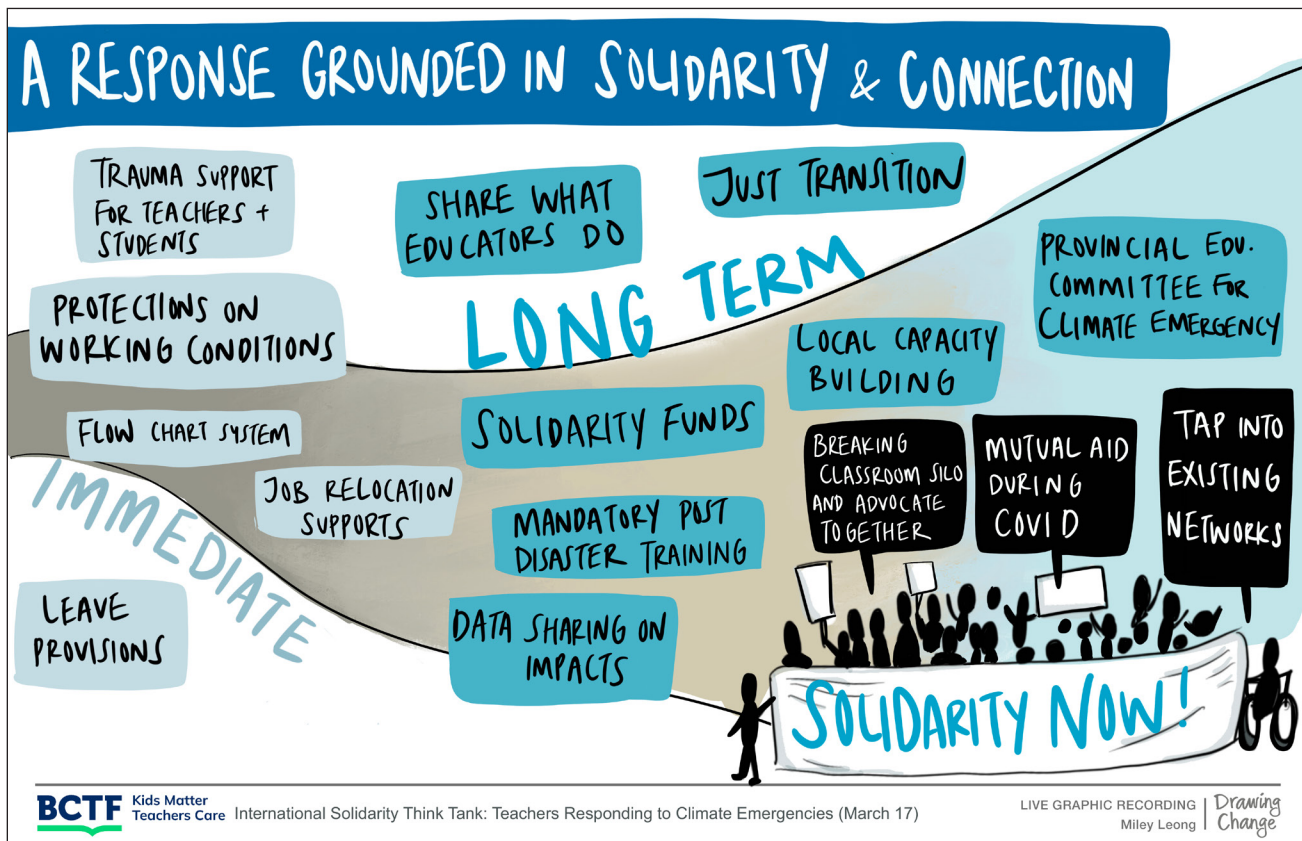 A RESPONSE GROUNDED IN SOLIDARITY & CONNECTION
TRAUMA SUPPORT
FOR TEACHERS +
STUDENTS
SHARE WHAT
EDUCATORS DO
JUST TRANSITION
PROTECTIONS ON
WORKING CONDITIONS
LONG TERM
PROVINCIAL EDU.
COMMITTEE FOR
CLIMATE EMERGENCY
LOCAL CAPACITY
BUILDING
FLOW CHART SYSTEM
SOLIDARITY FUNDS
IMMEDIATE
JOB RELOCATION
SUPPORTS
MANDATORY POST
DISASTER TRAINING
BREAKING
CLASSROOM SILO
AND ADVOCATE
TOGETHER
MUTUAL AID
DURING
COVID
TAP INTO
EXISTING
NETWORKS
LEAVE
PROVISIONS
DATA SHARING ON
IMPACTS
SOLIDARITY NOW!
BCTF
Kids Matter
Teachers Care
International Solidarity Think Tank: Teachers Responding to Climate Emergencies (March 17)
LIVE GRAPHIC RECORDING
Miley Leong
Drawing
Change